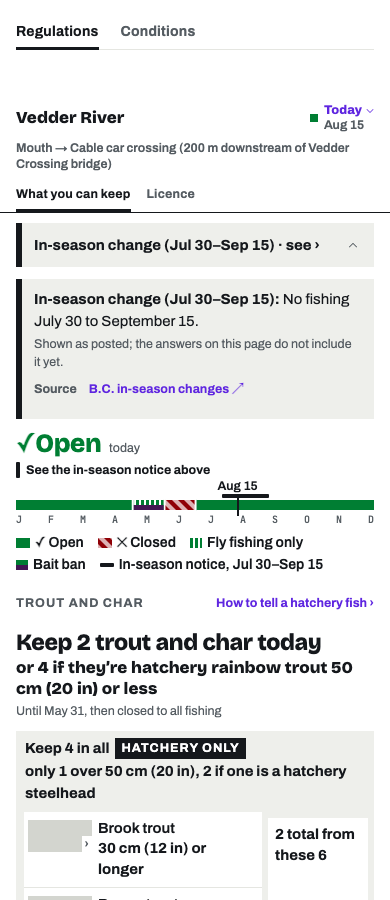 Regulations Conditions
Vedder River
Today
Aug 15
Mouth → Cable car crossing (200 m downstream of Vedder
Crossing bridge)
What you can keep Licence
In-season change (Jul 30–Sep 15) · see ›
In-season change (Jul 30–Sep 15): No fishing
July 30 to September 15.
Shown as posted; the answers on this page do not include
it yet.
Source B.C. in-season changes ↗
✓Open today
See the in-season notice above
Aug 15
J F M A M J J A S O N D
✓ Open ✕ Closed Fly fishing only
Bait ban In-season notice, Jul 30–Sep 15
TROUT AND CHAR How to tell a hatchery fish ›
Keep 2 trout and char today
or 4 if they're hatchery rainbow trout 50
cm (20 in) or less
Until May 31, then closed to all fishing
Keep 4 in all HATCHERY ONLY
only 1 over 50 cm (20 in), 2 if one is a hatchery
steelhead
Brook trout
30 cm (12 in) or
longer
2 total from
these 6